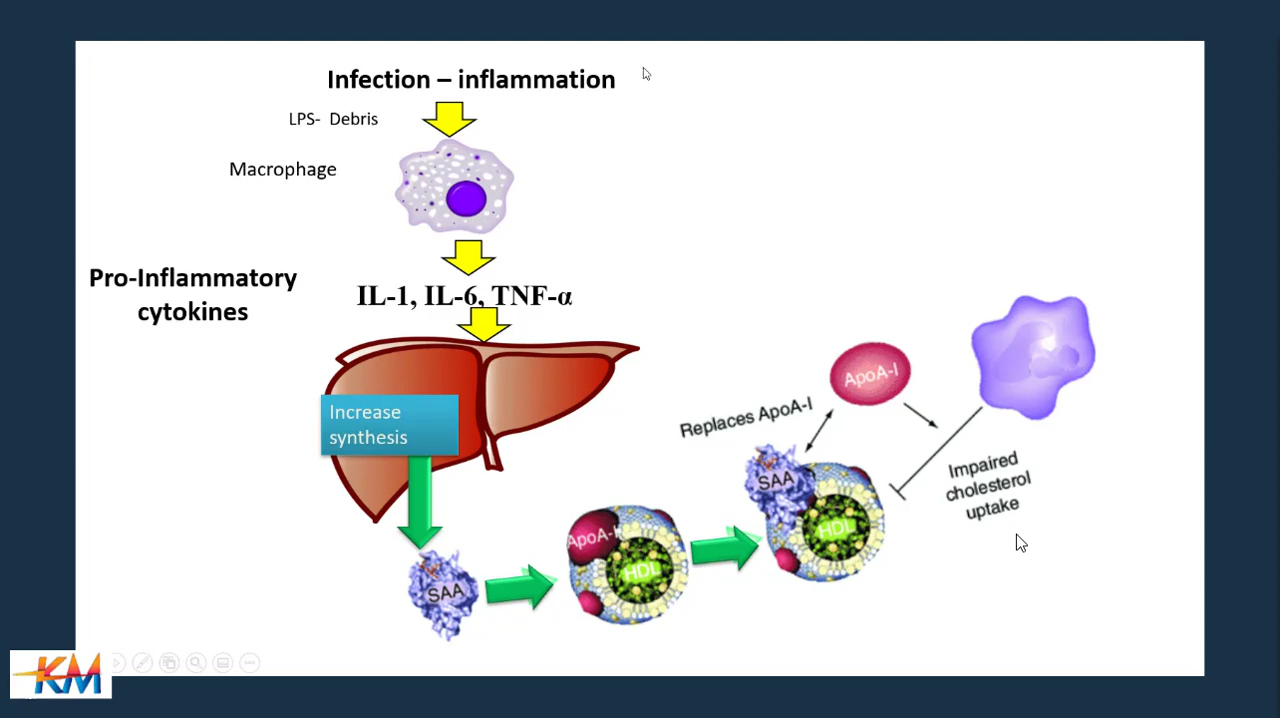 Infection – inflammation
LPS- Debris
Macrophage
Pro-Inflammatory
cytokines
IL-1, IL-6, TNF-α
Increase
synthesis
SAA
ApoA-I
HDL
Replaces ApoA-I
ApoA-I
SAA
HDL
Impaired
cholesterol
uptake
KM